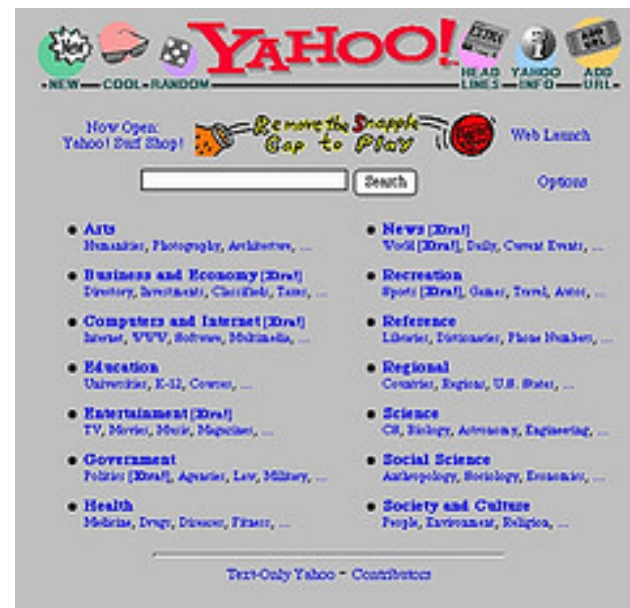 New
EXTRA
i
ADD URL
YAHOO!
NEW COOL RANDOM
HEAD LINES YAHOO INFO ADD URL
Now Open: Yahoo! Surf Shop!
Remove the Snapple
Cap to Play
Web Launch
Search
Options
Arts
Humanities, Photography, Architecture, ...
Business and Economy [Xtra!]
Directory, Investments, Classifieds, Taxes, ...
Computers and Internet [Xtra!]
Internet, WWW, Software, Multimedia, ...
Education
Universities, K-12, Courses, ...
Entertainment [Xtra!]
TV, Movies, Music, Magazines, ...
Government
Politics [Xtra!], Agencies, Law, Military, ...
Health
Medicine, Drugs, Diseases, Fitness, ...
News [Xtra!]
World [Xtra!], Daily, Current Events, ...
Recreation
Sports [Xtra!], Games, Travel, Autos, ...
Reference
Libraries, Dictionaries, Phone Numbers, ...
Regional
Countries, Regions, U.S. States, ...
Science
CS, Biology, Astronomy, Engineering, ...
Social Science
Anthropology, Sociology, Economics, ...
Society and Culture
People, Environment, Religion, ...
Text-Only Yahoo - Contributors